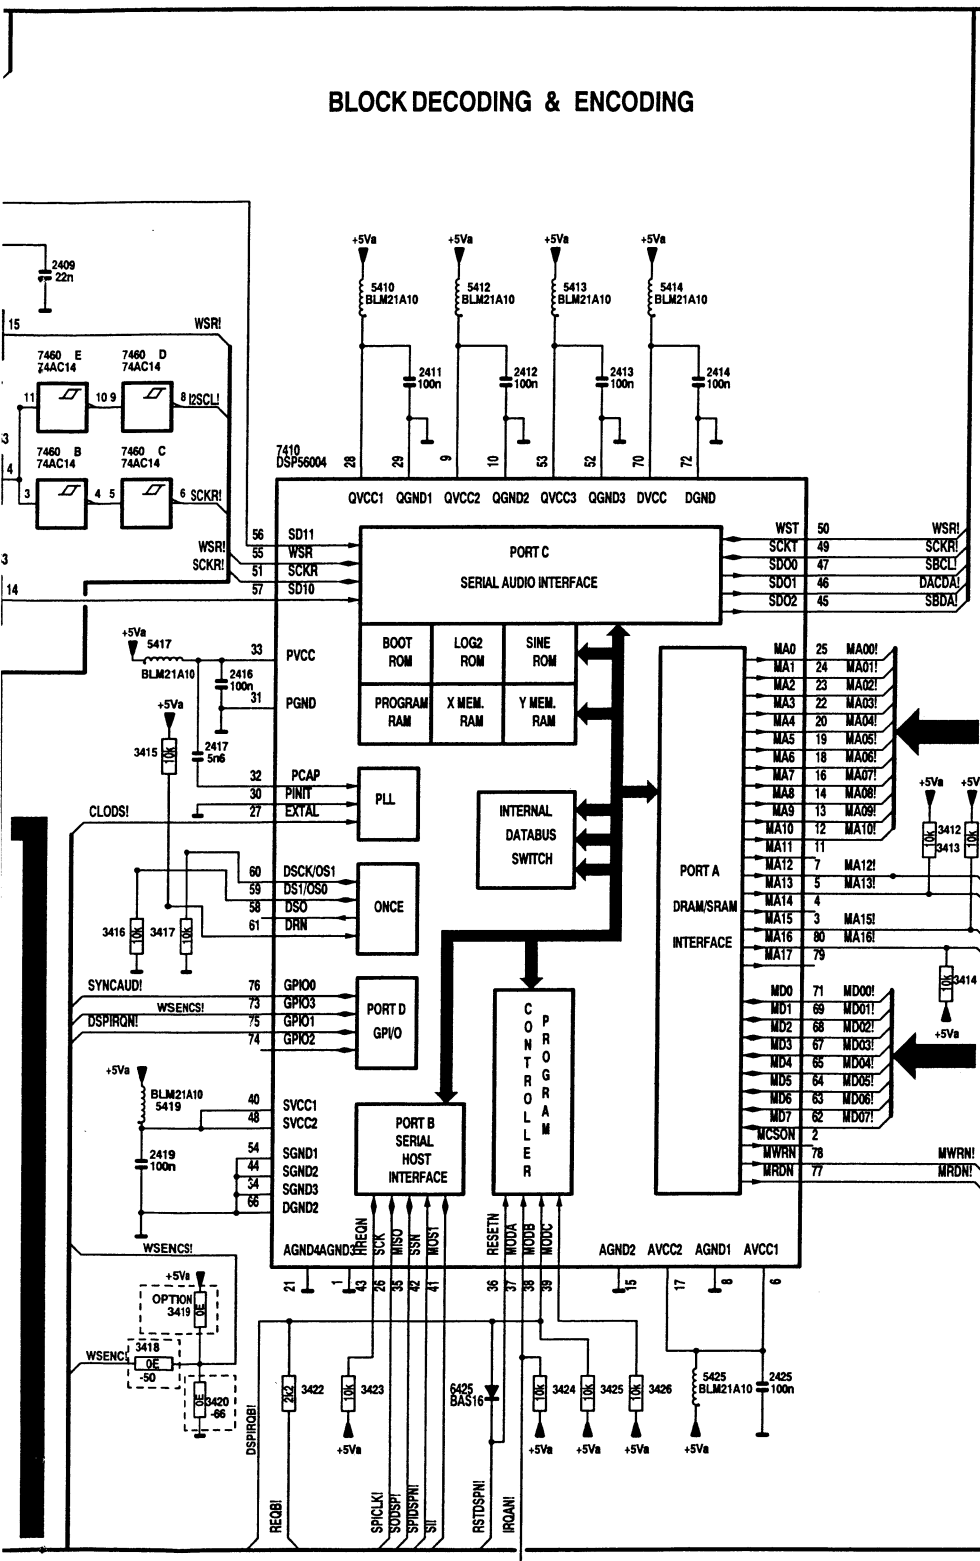 BLOCK DECODING & ENCODING
+5Va +5Va +5Va +5Va
2409
22n
5410
BLM21A10
5412
BLM21A10
5413
BLM21A10
5414
BLM21A10
15 WSR!
7460 E
74AC14
7460 D
74AC14
11 10 9 8 I2SCL!
2411
100n
2412
100n
2413
100n
2414
100n
3
4
7460 B
74AC14
7460 C
74AC14
3 4 5 6 SCKR!
7410
DSP56004
28 29 9 10 53 52 70 72
QVCC1 QGND1 QVCC2 QGND2 QVCC3 QGND3 DVCC DGND
56 SD11
WSR! 55 WSR
SCKR! 51 SCKR
57 SD10
3
14
PORT C
SERIAL AUDIO INTERFACE
WST 50 WSR!
SCKT 49 SCKR!
SDO0 47 SBCL!
SDO1 46 DACDA!
SDO2 45 SBDA!
BOOT
ROM
LOG2
ROM
SINE
ROM
PROGRAM
RAM
X MEM.
RAM
Y MEM.
RAM
+5Va
5417
BLM21A10
33 PVCC
2416
100n
31 PGND
+5Va
3415
10k
2417
5n6
32 PCAP
30 PINIT
27 EXTAL
PLL
CLODS!
INTERNAL
DATABUS
SWITCH
60 DSCK/OS1
59 DS1/OS0
58 DSO
61 DRN
ONCE
3416
10k
3417
10k
PORT A
DRAM/SRAM
INTERFACE
MA0 25 MA00!
MA1 24 MA01!
MA2 23 MA02!
MA3 22 MA03!
MA4 20 MA04!
MA5 19 MA05!
MA6 18 MA06!
MA7 16 MA07!
MA8 14 MA08!
MA9 13 MA09!
MA10 12 MA10!
MA11 11
MA12 7 MA12!
MA13 5 MA13!
MA14 4
MA15 3 MA15!
MA16 80 MA16!
MA17 79
+5Va +5Va
3412
3413
10k 10k
10k 3414
+5Va
SYNCAUD! 76 GPIO0
WSENCS! 73 GPIO3
DSPIRQN! 75 GPIO1
74 GPIO2
PORT D
GPI/O
CONTROLLER
PROGRAM
MD0 71 MD00!
MD1 69 MD01!
MD2 68 MD02!
MD3 67 MD03!
MD4 65 MD04!
MD5 64 MD05!
MD6 63 MD06!
MD7 62 MD07!
MCSON 2
MWRN 78 MWRN!
MRDN 77 MRDN!
+5Va
BLM21A10
5419
40 SVCC1
48 SVCC2
2419
100n
54 SGND1
44 SGND2
34 SGND3
66 DGND2
PORT B
SERIAL
HOST
INTERFACE
AGND4 AGND3 HREQN SCK MISO SSN MOS1 RESETN MODA MODB MODC AGND2 AVCC2 AGND1 AVCC1
21 1 43 26 35 42 41 36 37 38 39 15 17 8 6
WSENCS!
+5Va
OPTION
3419
0E
WSENC!
3418
0E
-50
3420
-66
0E
DSPIRQB!
2k2 3422
10k 3423
+5Va
6425
BAS16
10k 3424
+5Va
10k 3425
+5Va
10k 3426
+5Va
5425
BLM21A10
+5Va
2425
100n
REQB!
SPICLK!
SODSP!
SPIDSPN!
SI!
RSTDSPN!
IRQAN!